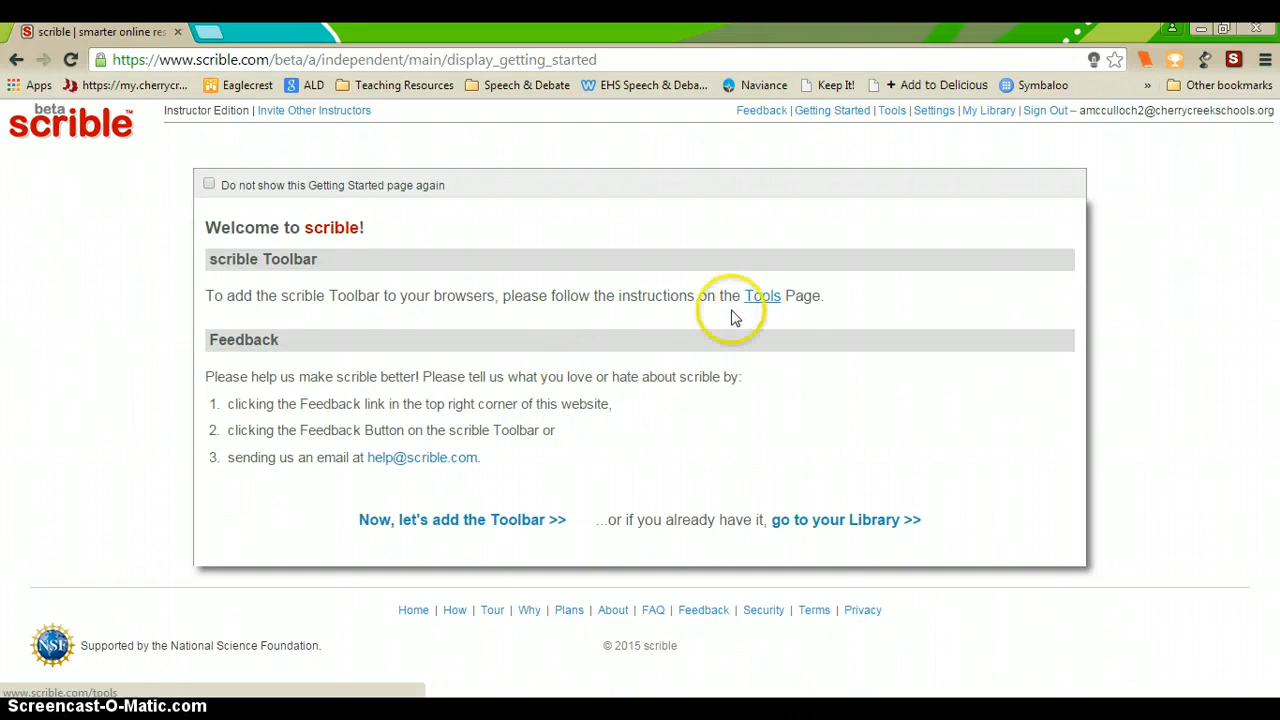 scrible | smarter online res
https://www.scrible.com/beta/a/independent/main/display_getting_started
Apps https://my.cherrycr... Eaglecrest ALD Teaching Resources Speech & Debate EHS Speech & Deba... Naviance Keep It! + Add to Delicious Symbaloo » Other bookmarks
beta
scrible
Instructor Edition | Invite Other Instructors
Feedback | Getting Started | Tools | Settings | My Library | Sign Out – amcculloch2@cherrycreekschools.org
Do not show this Getting Started page again
Welcome to scrible!
scrible Toolbar
To add the scrible Toolbar to your browsers, please follow the instructions on the Tools Page.
Feedback
Please help us make scrible better! Please tell us what you love or hate about scrible by:
1. clicking the Feedback link in the top right corner of this website,
2. clicking the Feedback Button on the scrible Toolbar or
3. sending us an email at help@scrible.com.
Now, let's add the Toolbar >> ...or if you already have it, go to your Library >>
Home | How | Tour | Why | Plans | About | FAQ | Feedback | Security | Terms | Privacy
NSF
Supported by the National Science Foundation.
© 2015 scrible
www.scrible.com/tools
Screencast-O-Matic.com